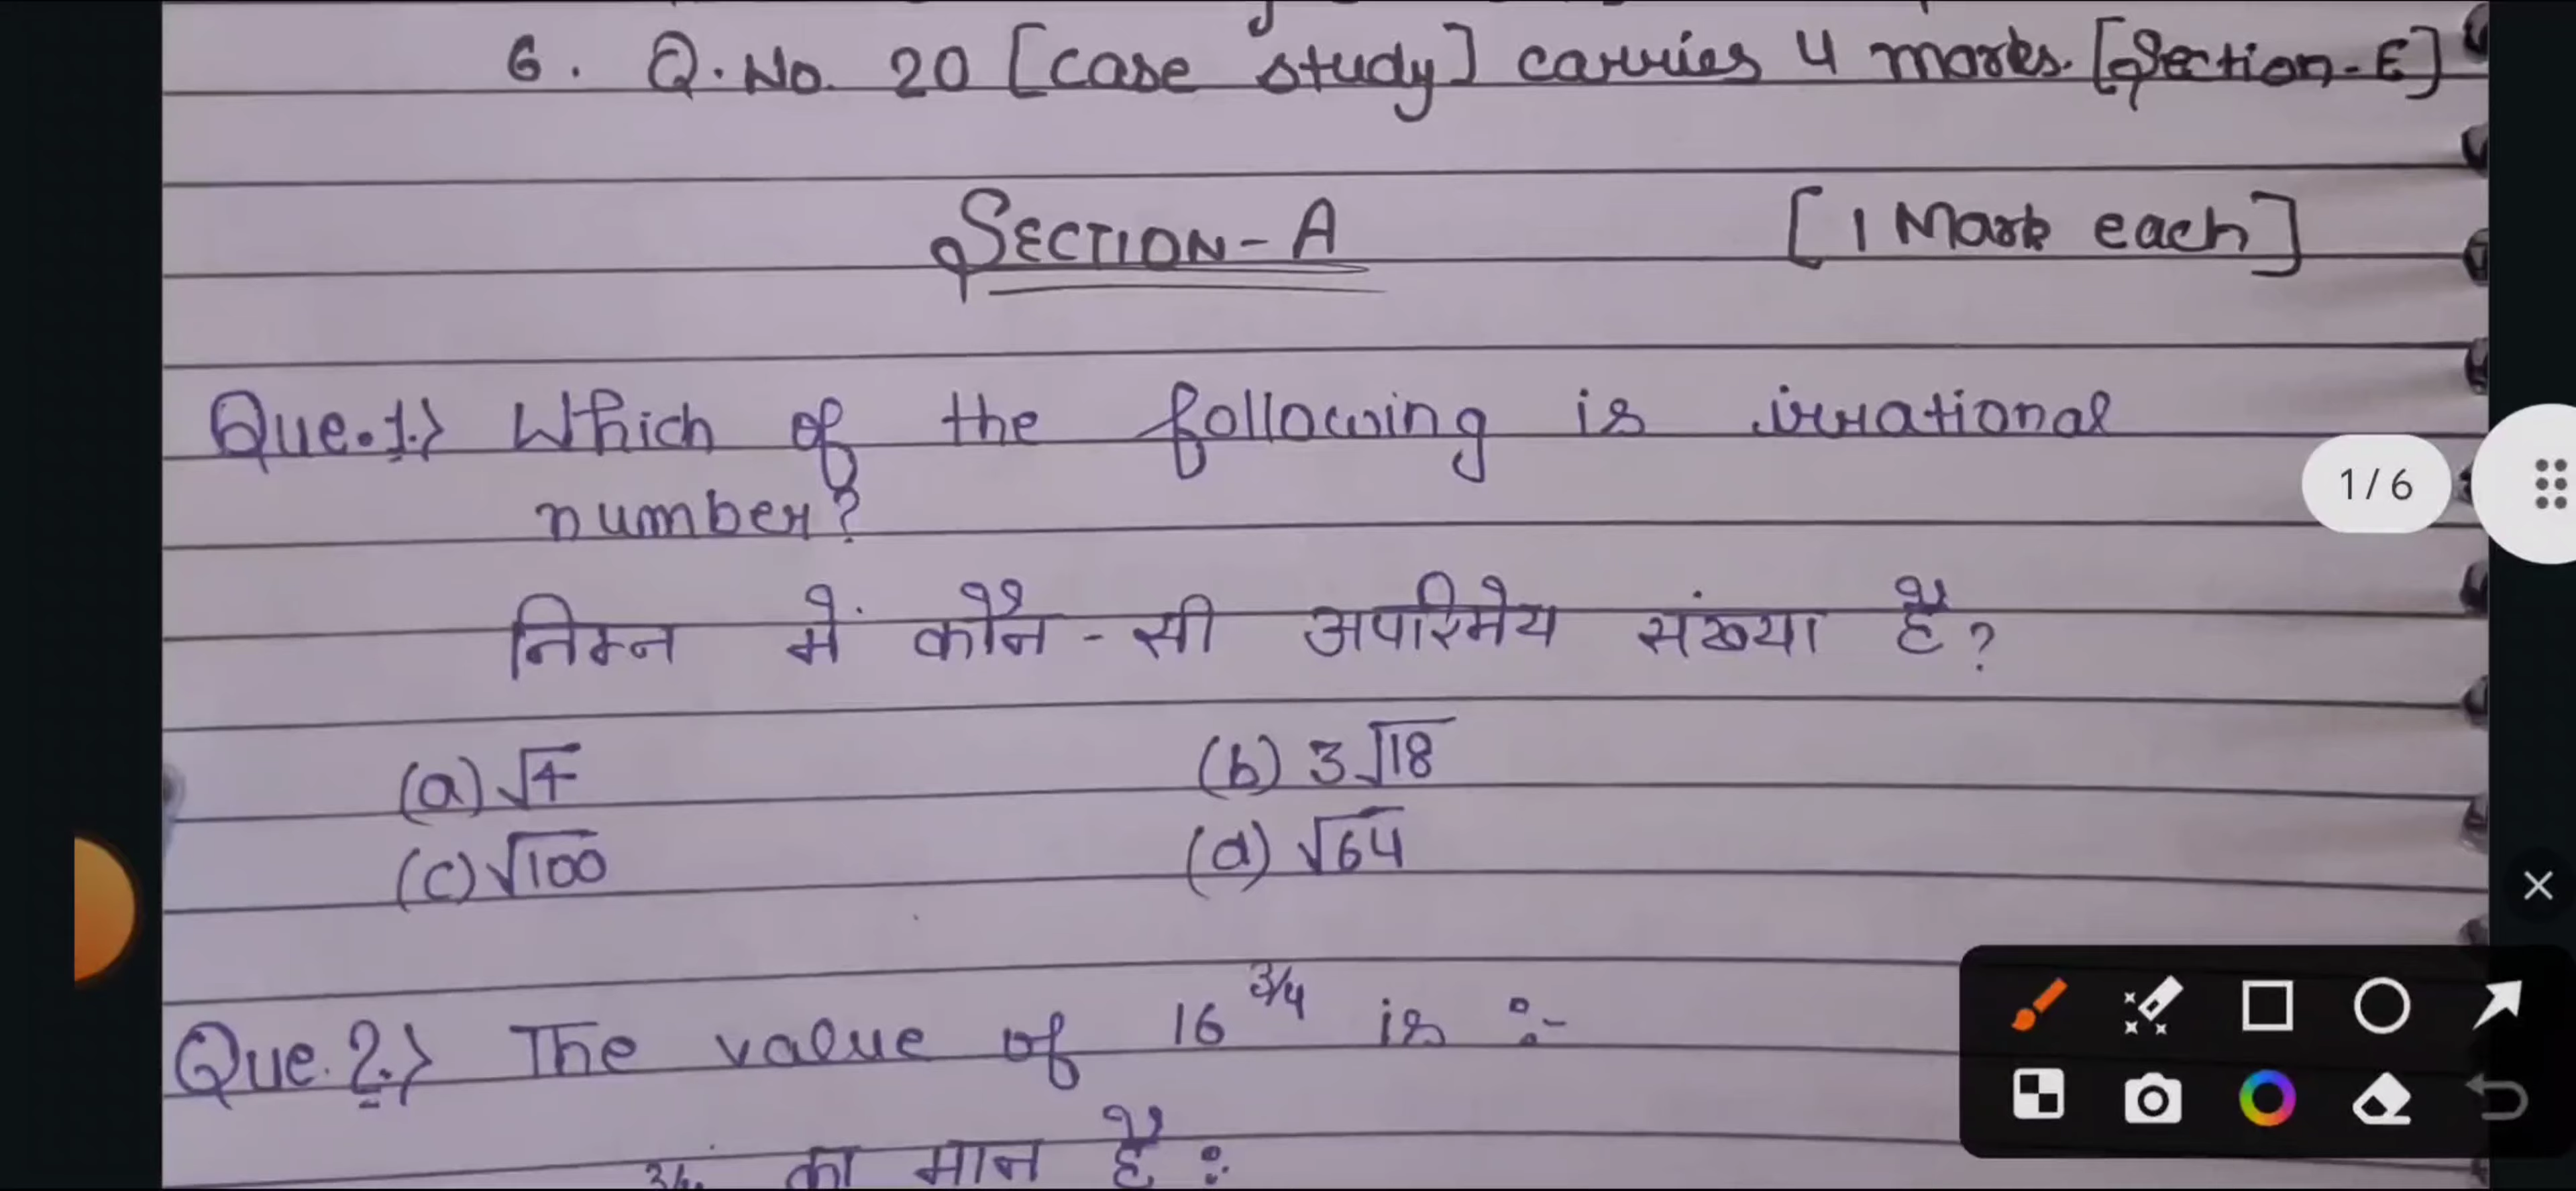 6. Q. No. 20 [case study] carries 4 marks. [Section-E]
SECTION-A [1 Mark each]
Que.1.> Which of the following is irrational
number?
निम्न में कौन-सी अपरिमेय संख्या है?
(a) √4 (b) 3√18
(c) √100 (d) √64
1/6
Que.2.> The value of 16^3/4 is :-
का मान है :